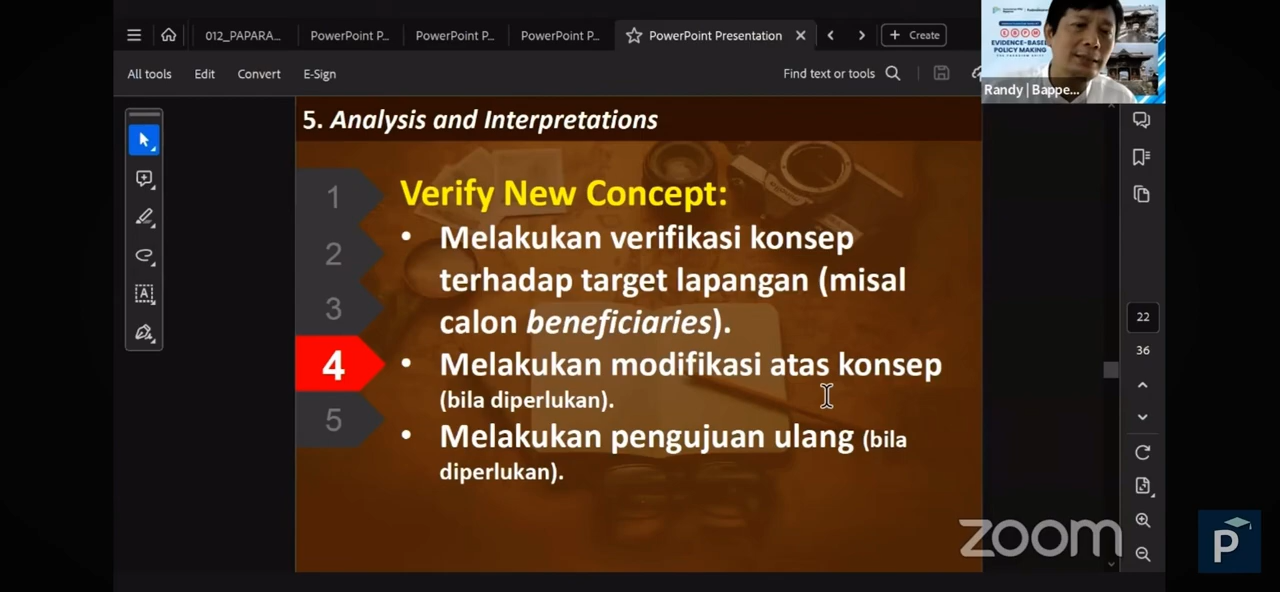 012_PAPARA...
PowerPoint P...
PowerPoint P...
PowerPoint P...
PowerPoint Presentation
Create
All tools
Edit
Convert
E-Sign
Find text or tools
EVIDENCE-BASE
POLICY MAKING
Randy | Bappe...
5. Analysis and Interpretations
1
2
3
4
5
Verify New Concept:
• Melakukan verifikasi konsep
terhadap target lapangan (misal
calon beneficiaries).
• Melakukan modifikasi atas konsep
(bila diperlukan).
• Melakukan pengujuan ulang (bila
diperlukan).
22
36
zoom
P